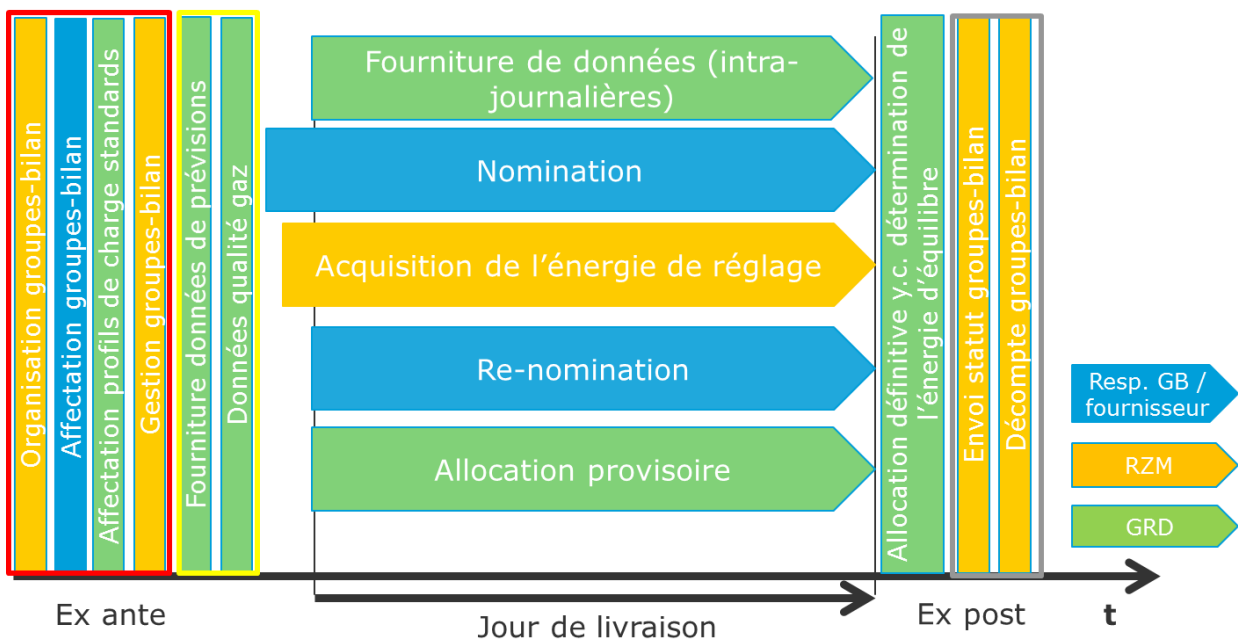 Organisation groupes-bilan
Affectation groupes-bilan
Affectation profils de charge standards
Gestion groupes-bilan
Fourniture données de prévisions
Données qualité gaz
Fourniture de données (intra-
journalières)
Nomination
Acquisition de l’énergie de réglage
Re-nomination
Allocation provisoire
Allocation définitive y.c. détermination de
l’énergie d’équilibre
Envoi statut groupes-bilan
Décompte groupes-bilan
Resp. GB /
fournisseur
RZM
GRD
Ex ante
Jour de livraison
Ex post
t